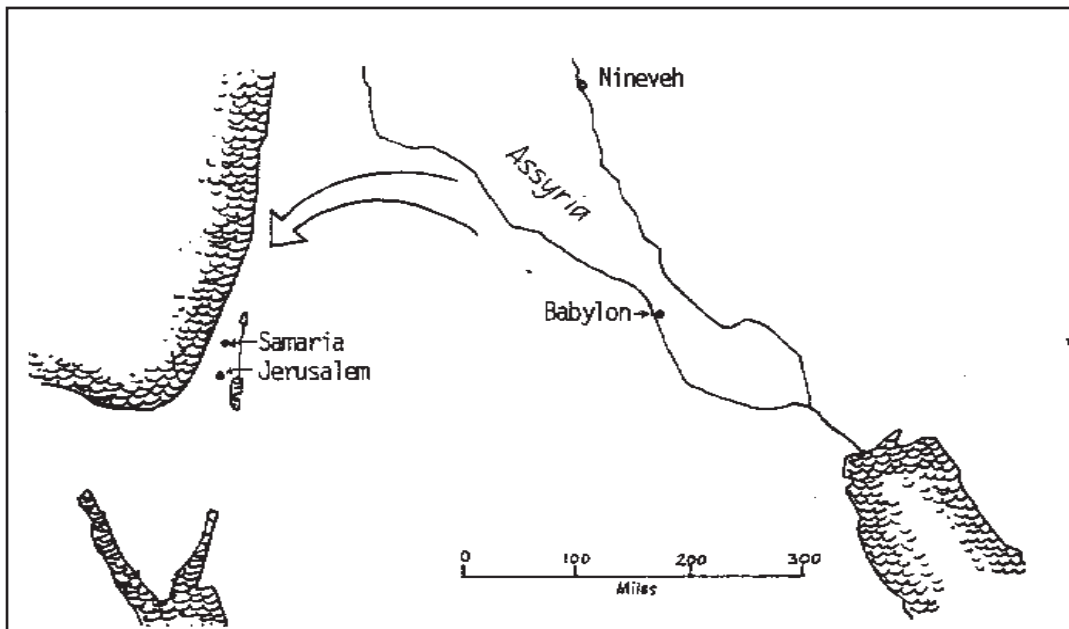 Nineveh
Assyria
Babylon
Samaria
Jerusalem
0 100 200 300
Miles